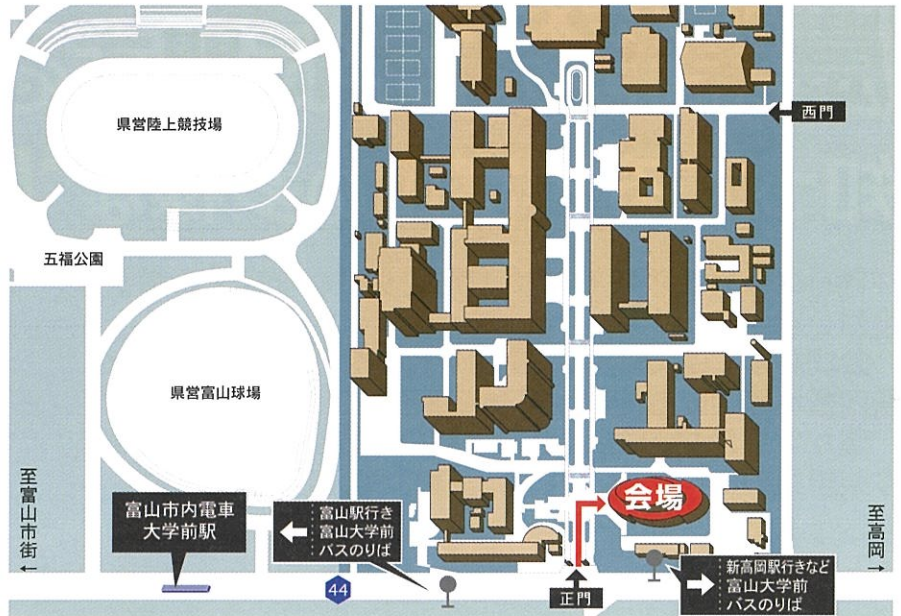 県営陸上競技場
西門
五福公園
県営富山球場
至富山市街
←
富山市内電車
大学前駅
←
富山駅行き
富山大学前
バスのりば
44
会場
正門
→
新高岡駅行きなど
富山大学前
バスのりば
至高岡
→